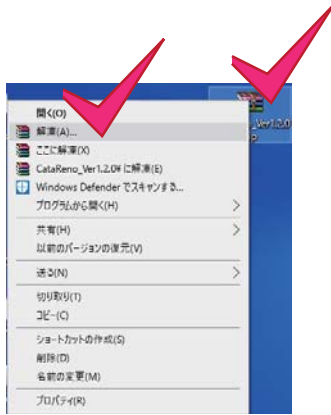 _Ver1.2.0
開く(O)
解凍(A)...
ここに解凍(X)
CataReno_Ver1.2.0¥ に解凍(E)
Windows Defender でスキャンする...
プログラムから開く(H)
共有(H)
以前のバージョンの復元(V)
送る(N)
切り取り(T)
コピー(C)
ショートカットの作成(S)
削除(D)
名前の変更(M)
プロパティ(R)